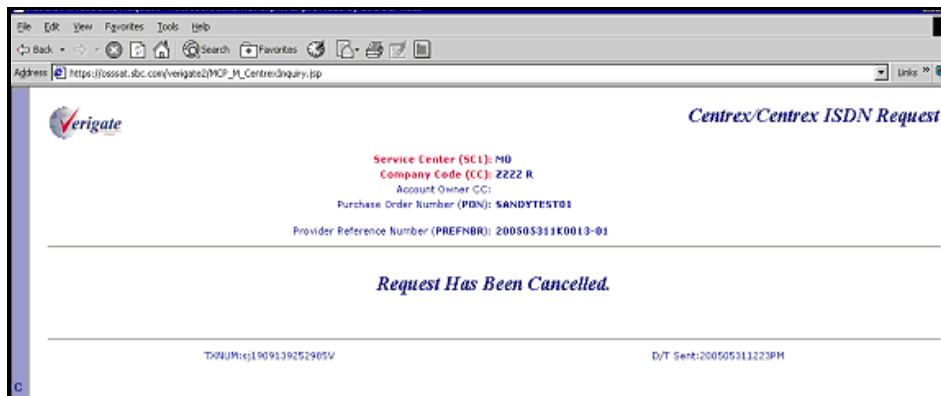 File Edit View Favorites Tools Help
Back Search Favorites
Address https://osssat.sbc.com/verigate2/MCP_M_CentrexInquiry.jsp Links »
Verigate
Centrex/Centrex ISDN Request
Service Center (SC1): MO
Company Code (CC): ZZZZ R
Account Owner CC:
Purchase Order Number (PON): SANDYTEST01
Provider Reference Number (PREFNBR): 200505311K0013-01
Request Has Been Cancelled.
TXNUM:sj1909139252985V D/T Sent:200505311223PM
C